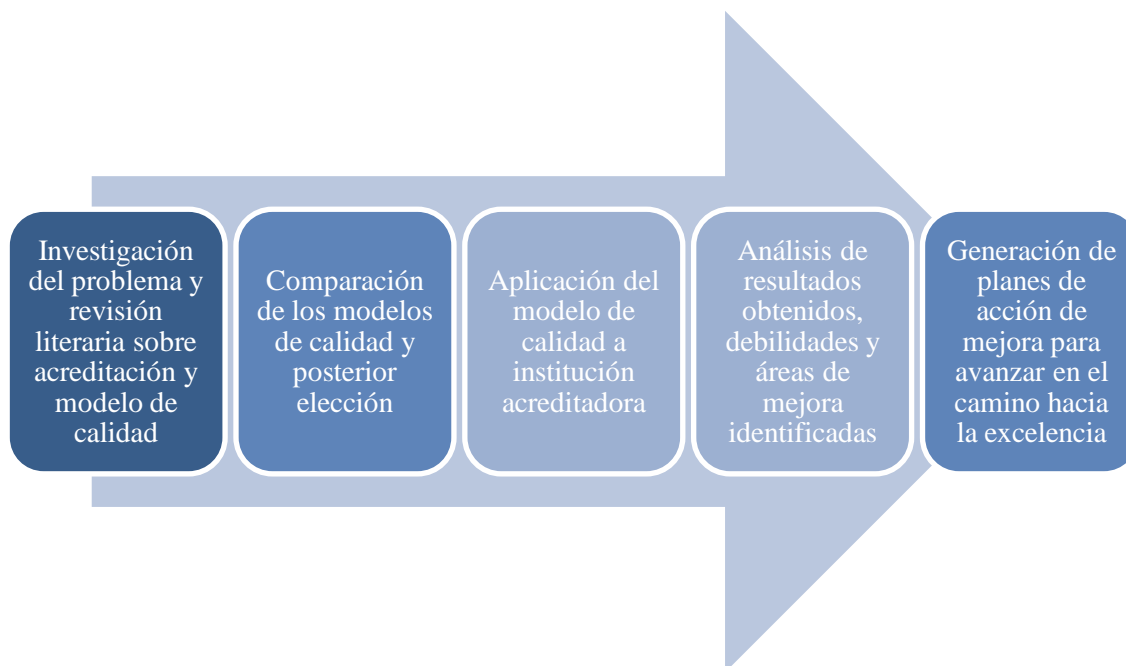 Investigación
del problema y
revisión
literaria sobre
acreditación y
modelo de
calidad
Comparación
de los modelos
de calidad y
posterior
elección
Aplicación del
modelo de
calidad a
institución
acreditadora
Análisis de
resultados
obtenidos,
debilidades y
áreas de
mejora
identificadas
Generación de
planes de
acción de
mejora para
avanzar en el
camino hacia
la excelencia